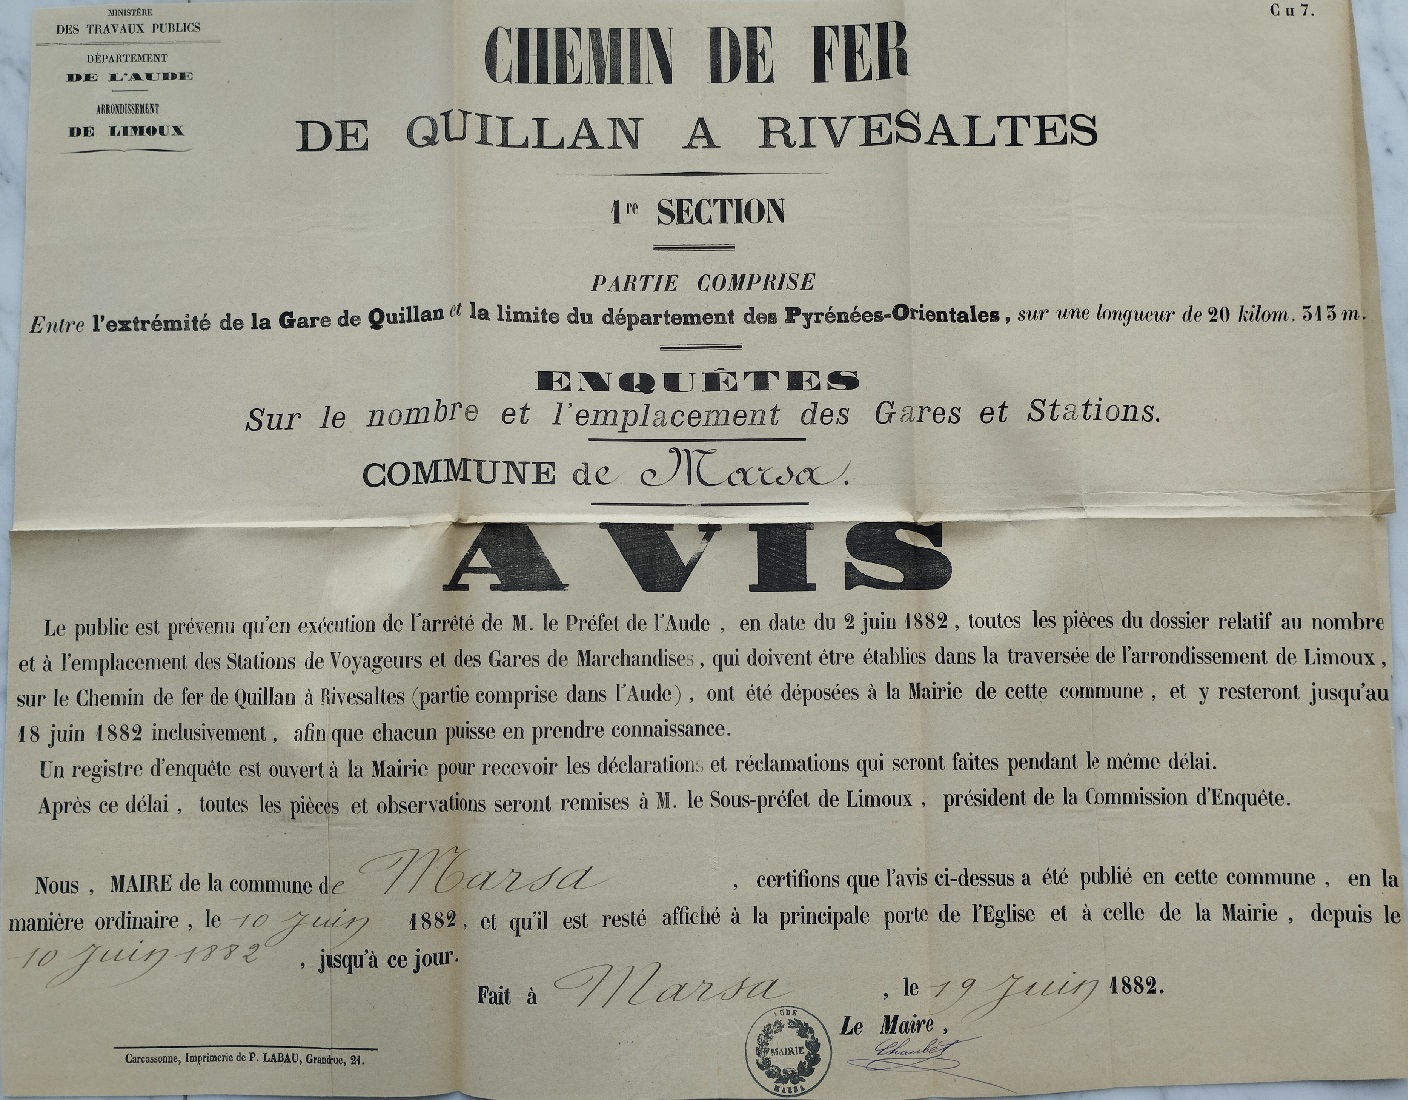 MINISTÈRE
DES TRAVAUX PUBLICS
DÉPARTEMENT
DE L'AUDE
ARRONDISSEMENT
DE LIMOUX
C u 7.
CHEMIN DE FER
DE QUILLAN A RIVESALTES
1re SECTION
PARTIE COMPRISE
Entre l'extrémité de la Gare de Quillan et la limite du département des Pyrénées-Orientales, sur une longueur de 20 kilom. 313 m.
ENQUÊTES
Sur le nombre et l'emplacement des Gares et Stations.
COMMUNE de Marsa.
AVIS
Le public est prévenu qu'en exécution de l'arrêté de M. le Préfet de l'Aude, en date du 2 juin 1882, toutes les pièces du dossier relatif au nombre
et à l'emplacement des Stations de Voyageurs et des Gares de Marchandises, qui doivent être établies dans la traversée de l'arrondissement de Limoux,
sur le Chemin de fer de Quillan à Rivesaltes (partie comprise dans l'Aude), ont été déposées à la Mairie de cette commune, et y resteront jusqu'au
18 juin 1882 inclusivement, afin que chacun puisse en prendre connaissance.
Un registre d'enquête est ouvert à la Mairie pour recevoir les déclarations et réclamations qui seront faites pendant le même délai.
Après ce délai, toutes les pièces et observations seront remises à M. le Sous-préfet de Limoux, président de la Commission d'Enquête.
Nous, MAIRE de la commune de Marsa, certifions que l'avis ci-dessus a été publié en cette commune, en la
manière ordinaire, le 10 Juin 1882, et qu'il est resté affiché à la principale porte de l'Eglise et à celle de la Mairie, depuis le
10 Juin 1882, jusqu'à ce jour.
Fait à Marsa, le 19 Juin 1882.
Le Maire,
AUDE
MAIRIE
MARSA
Carcassonne, Imprimerie de P. LABAU, Grandrue, 21.